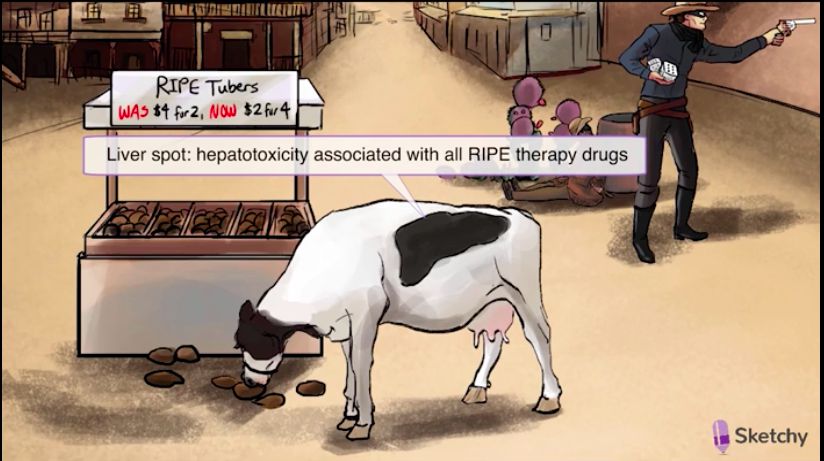 RIPE Tubers
WAS $4 for 2, NOW $2 for 4
Liver spot: hepatotoxicity associated with all RIPE therapy drugs
Sketchy